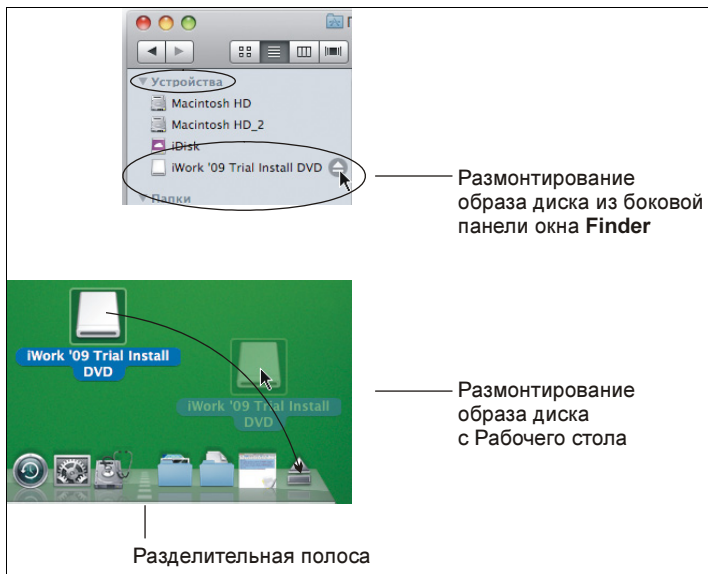 П
Устройства
Macintosh HD
Macintosh HD_2
iDisk
iWork '09 Trial Install DVD
Папки
Размонтирование
образа диска из боковой
панели окна Finder
iWork '09 Trial Install
DVD
iWork '09 Trial Install
DVD
Размонтирование
образа диска
с Рабочего стола
Разделительная полоса